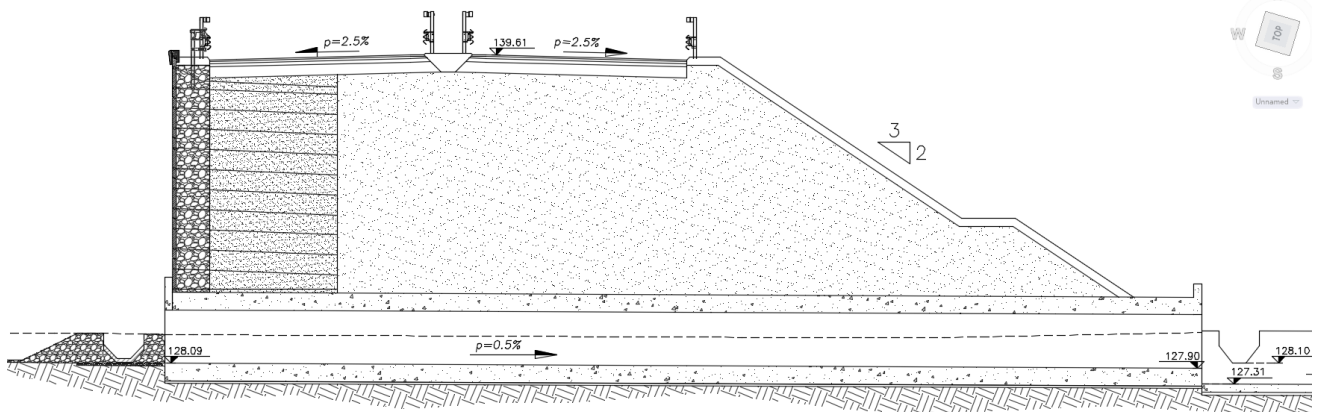 p=2.5%
139.61
p=2.5%
W
TOP
S
Unnamed
3
2
128.09
p=0.5%
127.90
128.10
127.31